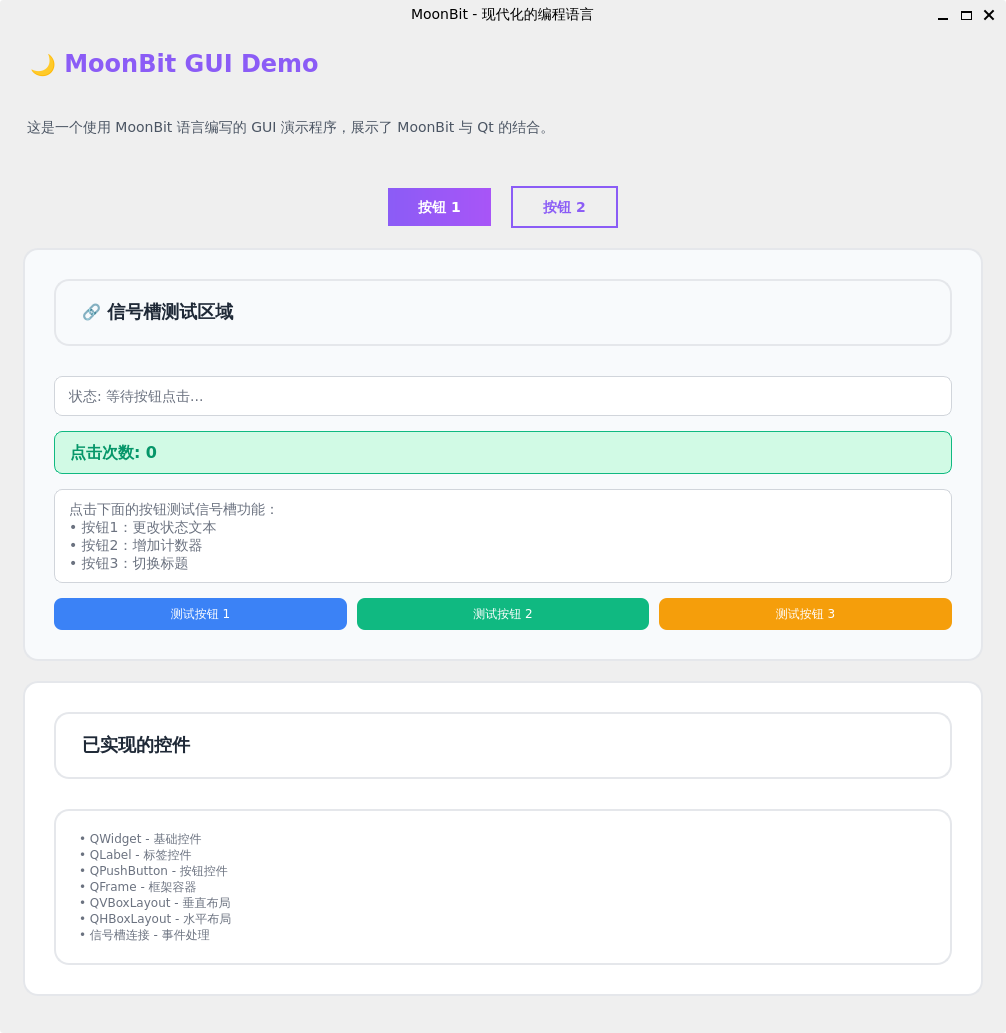 MoonBit - 现代化的编程语言
🌙 MoonBit GUI Demo
这是一个使用 MoonBit 语言编写的 GUI 演示程序，展示了 MoonBit 与 Qt 的结合。
按钮 1
按钮 2
🔗 信号槽测试区域
状态: 等待按钮点击...
点击次数: 0
点击下面的按钮测试信号槽功能：
• 按钮1：更改状态文本
• 按钮2：增加计数器
• 按钮3：切换标题
测试按钮 1
测试按钮 2
测试按钮 3
已实现的控件
• QWidget - 基础控件
• QLabel - 标签控件
• QPushButton - 按钮控件
• QFrame - 框架容器
• QVBoxLayout - 垂直布局
• QHBoxLayout - 水平布局
• 信号槽连接 - 事件处理